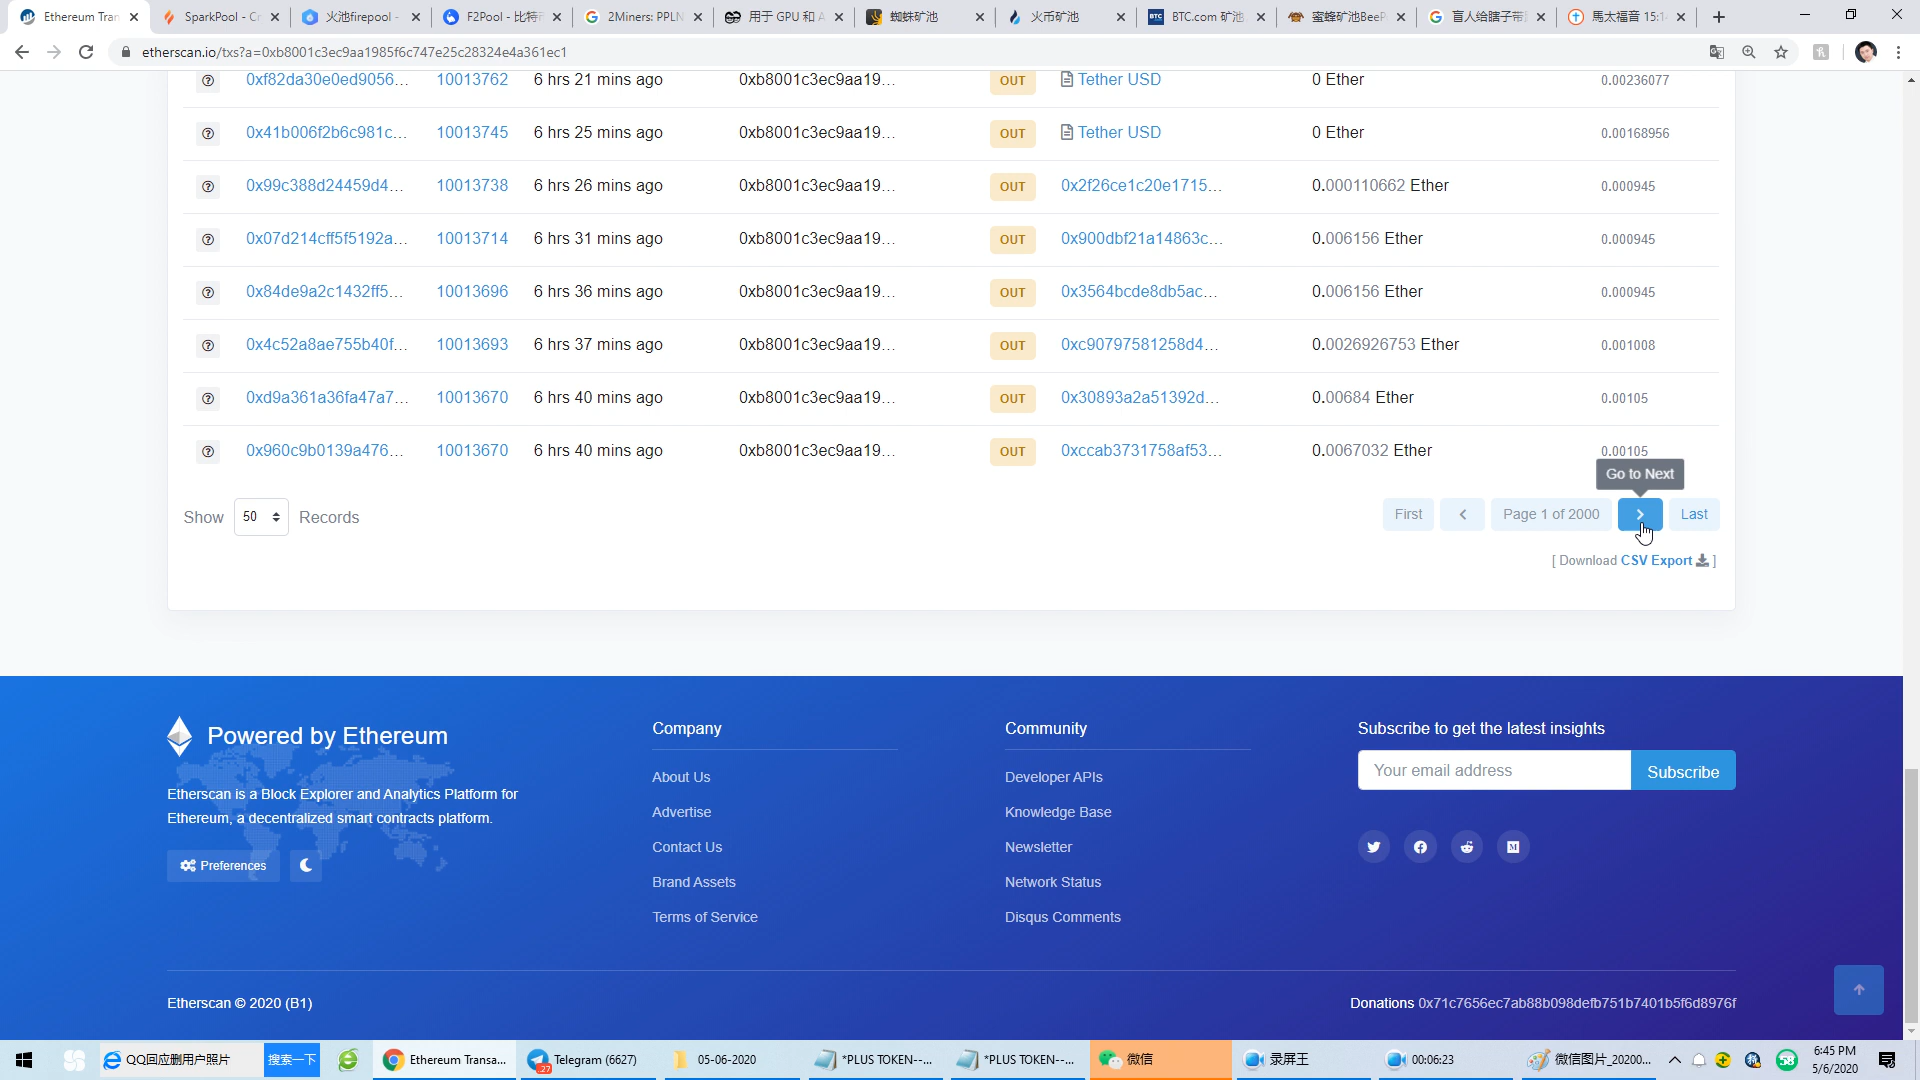 Ethereum Tran
SparkPool - Cr
火池firepool -
F2Pool - 比特
2Miners: PPLN
用于 GPU 和 A
蜘蛛矿池
火币矿池
BTC.com 矿池
蜜蜂矿池BeeP
盲人给瞎子带
馬太福音 15:1
etherscan.io/txs?a=0xb8001c3ec9aa1985f6c747e25c28324e4a361ec1
0xf82da30e0ed9056... 10013762 6 hrs 21 mins ago 0xb8001c3ec9aa19... OUT Tether USD 0 Ether 0.00236077
0x41b006f2b6c981c... 10013745 6 hrs 25 mins ago 0xb8001c3ec9aa19... OUT Tether USD 0 Ether 0.00168956
0x99c388d24459d4... 10013738 6 hrs 26 mins ago 0xb8001c3ec9aa19... OUT 0x2f26ce1c20e1715... 0.000110662 Ether 0.000945
0x07d214cff5f5192a... 10013714 6 hrs 31 mins ago 0xb8001c3ec9aa19... OUT 0x900dbf21a14863c... 0.006156 Ether 0.000945
0x84de9a2c1432ff5... 10013696 6 hrs 36 mins ago 0xb8001c3ec9aa19... OUT 0x3564bcde8db5ac... 0.006156 Ether 0.000945
0x4c52a8ae755b40f... 10013693 6 hrs 37 mins ago 0xb8001c3ec9aa19... OUT 0xc90797581258d4... 0.0026926753 Ether 0.001008
0xd9a361a36fa47a7... 10013670 6 hrs 40 mins ago 0xb8001c3ec9aa19... OUT 0x30893a2a51392d... 0.00684 Ether 0.00105
0x960c9b0139a476... 10013670 6 hrs 40 mins ago 0xb8001c3ec9aa19... OUT 0xccab3731758af53... 0.0067032 Ether 0.00105
Go to Next
Show 50 Records
First Page 1 of 2000 Last
[ Download CSV Export ]
Powered by Ethereum
Etherscan is a Block Explorer and Analytics Platform for
Ethereum, a decentralized smart contracts platform.
Preferences
Company
About Us
Advertise
Contact Us
Brand Assets
Terms of Service
Community
Developer APIs
Knowledge Base
Newsletter
Network Status
Disqus Comments
Subscribe to get the latest insights
Your email address Subscribe
Etherscan © 2020 (B1)
Donations 0x71c7656ec7ab88b098defb751b7401b5f6d8976f
QQ回应删用户照片 搜索一下
Ethereum Transa...
Telegram (6627)
27
05-06-2020
*PLUS TOKEN--...
*PLUS TOKEN--...
微信
录屏王
00:06:23
微信图片_20200...
58
6:45 PM
5/6/2020